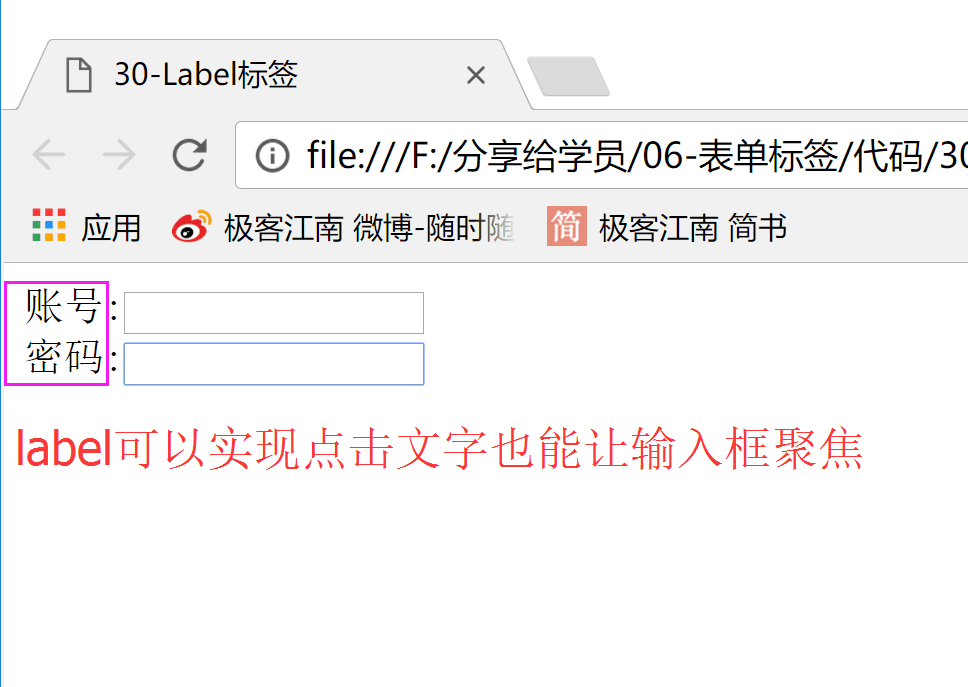 30-Label标签
file:///F:/分享给学员/06-表单标签/代码/30
应用 极客江南 微博-随时随 简 极客江南 简书
账号:
密码:
label可以实现点击文字也能让输入框聚焦